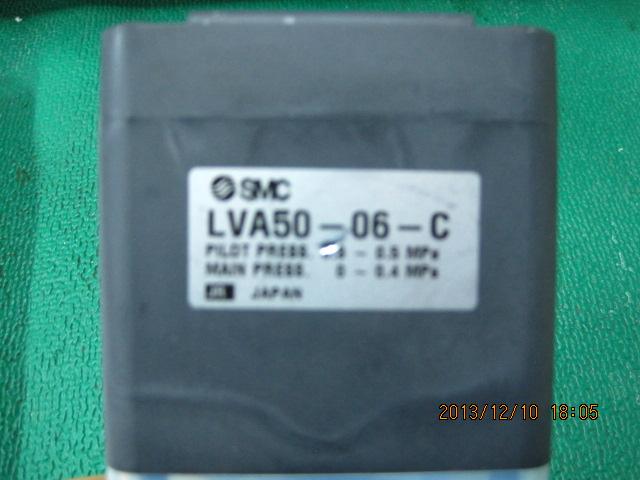 SMC
LVA50-06-C
PILOT PRESS. - 0.5 MPa
MAIN PRESS. 0 - 0.4 MPa
JAPAN
2013/12/10 18:05